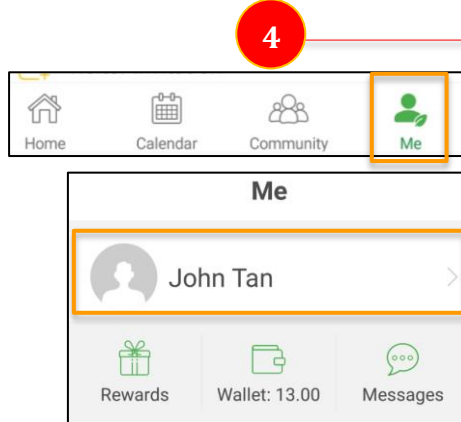 4
Home Calendar Community Me
Me
John Tan
Rewards Wallet: 13.00 Messages